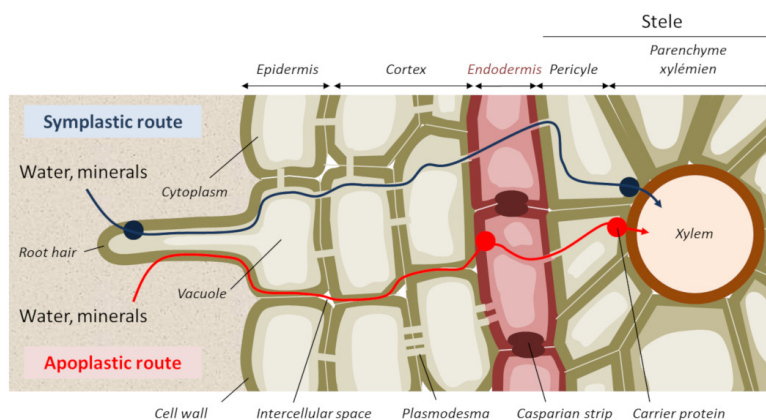 Stele
Epidermis
Cortex
Endodermis
Pericyle
Parenchyme
xylémien
Symplastic route
Water, minerals
Cytoplasm
Root hair
Xylem
Vacuole
Water, minerals
Apoplastic route
Cell wall
Intercellular space
Plasmodesma
Casparian strip
Carrier protein